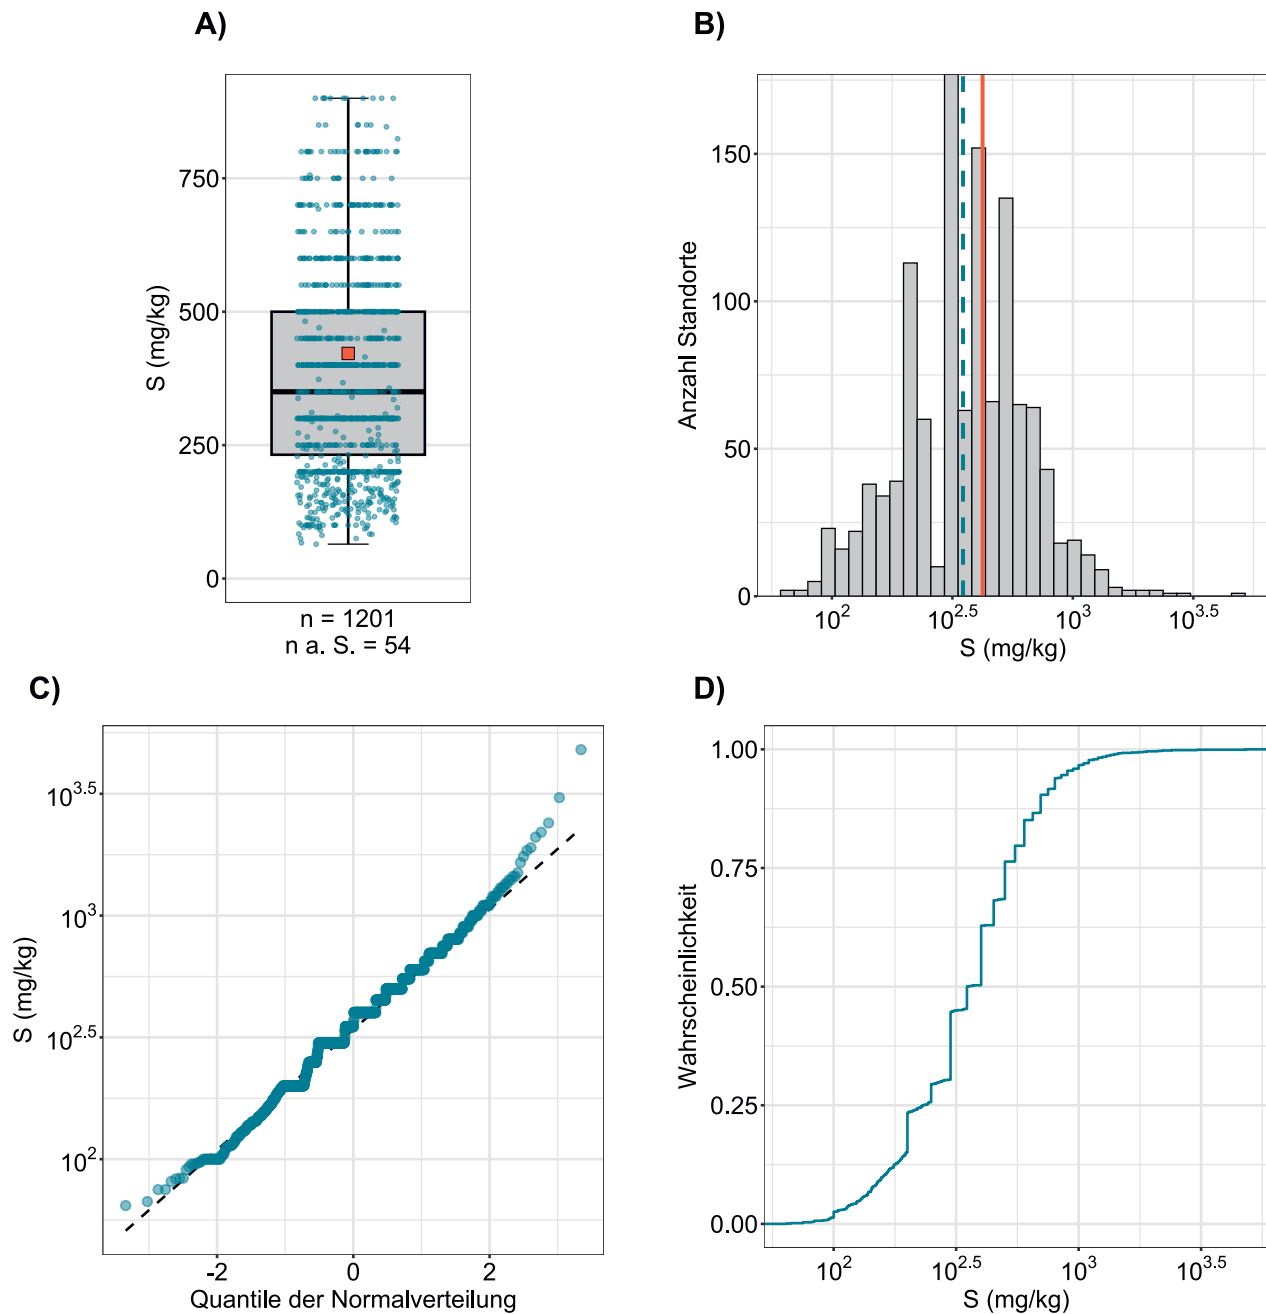 A)
S (mg/kg)
750
500
250
0
n = 1201
n a. S. = 54
B)
Anzahl Standorte
150
100
50
0
10^2
10^2.5
10^3
10^3.5
S (mg/kg)
C)
S (mg/kg)
10^3.5
10^3
10^2.5
10^2
-2
0
2
Quantile der Normalverteilung
D)
Wahrscheinlichkeit
1.00
0.75
0.50
0.25
0.00
10^2
10^2.5
10^3
10^3.5
S (mg/kg)